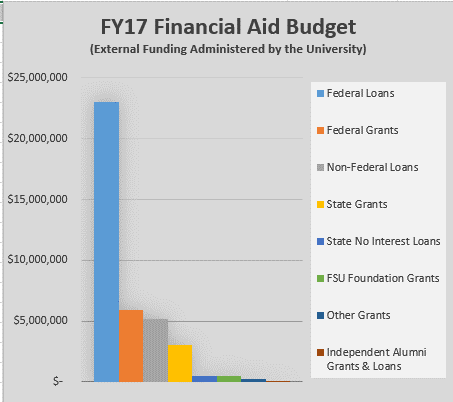 FY17 Financial Aid Budget
(External Funding Administered by the University)
$25,000,000
$20,000,000
$15,000,000
$10,000,000
$5,000,000
$-
Federal Loans
Federal Grants
Non-Federal Loans
State Grants
State No Interest Loans
FSU Foundation Grants
Other Grants
Independent Alumni
Grants & Loans